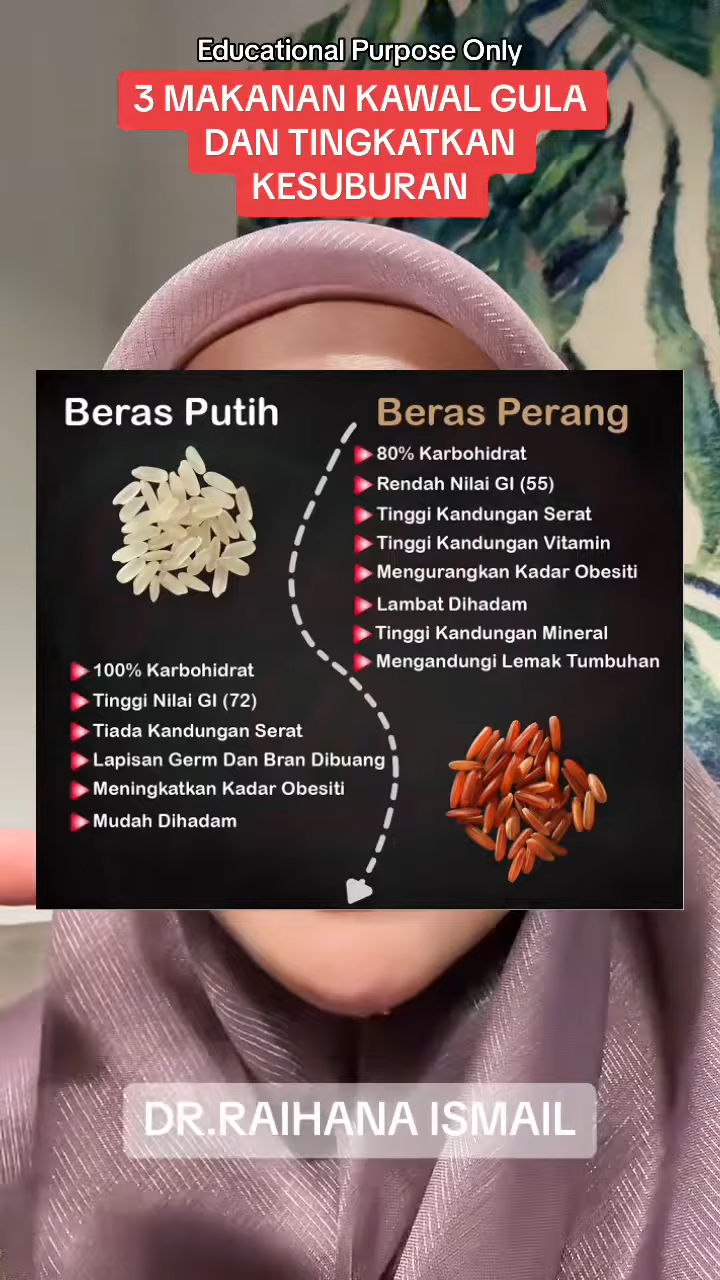 Educational Purpose Only
3 MAKANAN KAWAL GULA
DAN TINGKATKAN
KESUBURAN
Beras Putih
100% Karbohidrat
Tinggi Nilai GI (72)
Tiada Kandungan Serat
Lapisan Germ Dan Bran Dibuang
Meningkatkan Kadar Obesiti
Mudah Dihadam
Beras Perang
80% Karbohidrat
Rendah Nilai GI (55)
Tinggi Kandungan Serat
Tinggi Kandungan Vitamin
Mengurangkan Kadar Obesiti
Lambat Dihadam
Tinggi Kandungan Mineral
Mengandungi Lemak Tumbuhan
DR.RAIHANA ISMAIL